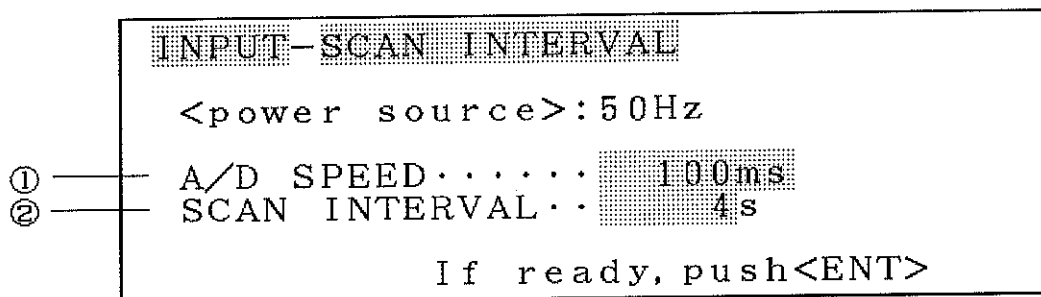 INPUT-SCAN INTERVAL
<power source>:50Hz
① A/D SPEED······ 100ms
② SCAN INTERVAL·· 4s
If ready, push<ENT>